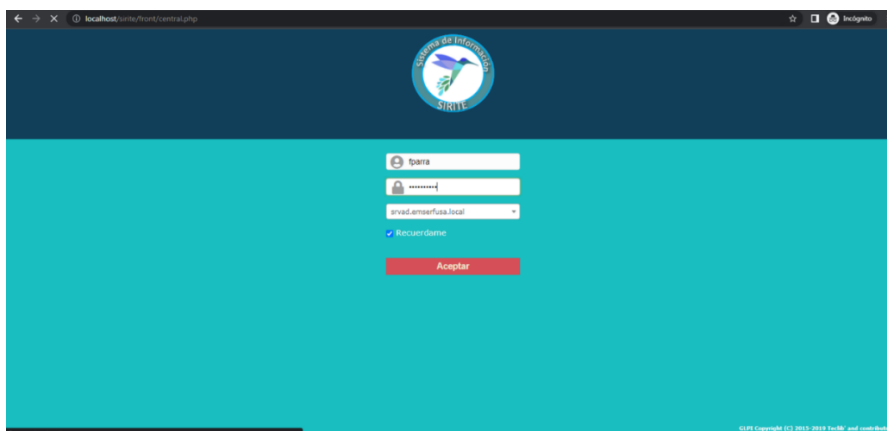 localhost/sirite/front/central.php
Incógnito
Sistema de Información
SIRITE
fparra
••••••••••
srvad.emserfusa.local
Recuerdame
Aceptar
GLPI Copyright (C) 2015-2019 Teclib' and contribut